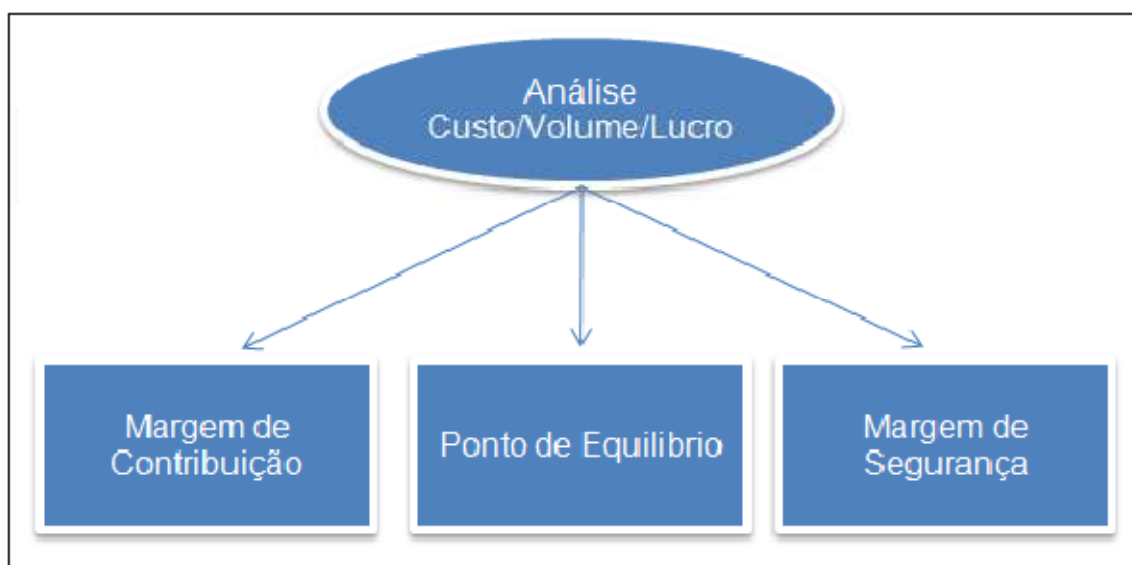 Análise
Custo/Volume/Lucro
Margem de
Contribuição
Ponto de Equilibrio
Margem de
Segurança